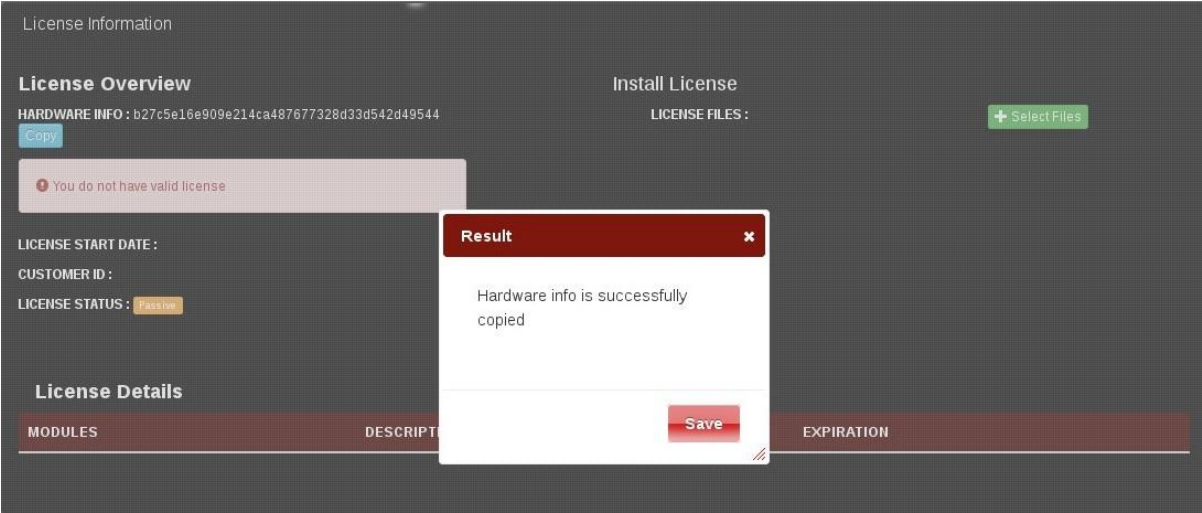 License Information
License Overview
Install License
HARDWARE INFO : b27c5e16e909e214ca487677328d33d542d49544
LICENSE FILES :
+ Select Files
Copy
You do not have valid license
Result
LICENSE START DATE :
CUSTOMER ID :
LICENSE STATUS : Passive
Hardware info is successfully
copied
License Details
Save
MODULES
DESCRIPTI
EXPIRATION